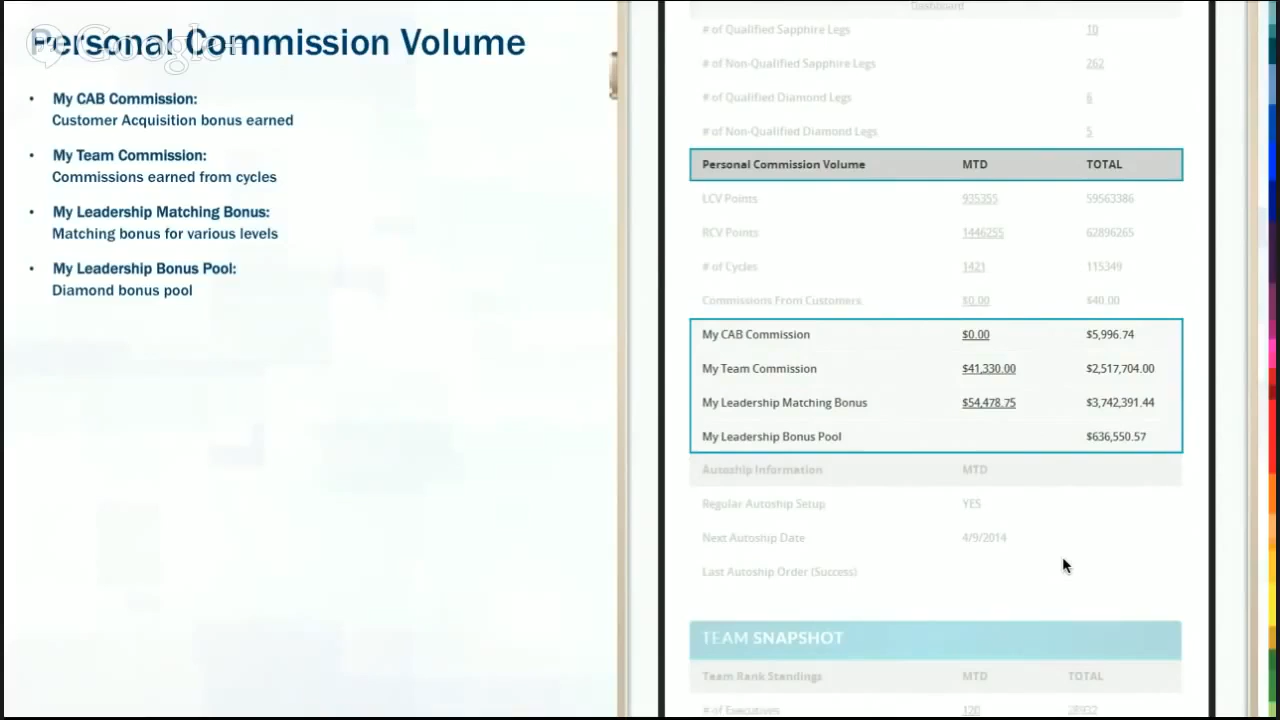 Personal Commission Volume
Google+
• My CAB Commission:
Customer Acquisition bonus earned
• My Team Commission:
Commissions earned from cycles
• My Leadership Matching Bonus:
Matching bonus for various levels
• My Leadership Bonus Pool:
Diamond bonus pool
Dashboard
# of Qualified Sapphire Legs 10
# of Non-Qualified Sapphire Legs 262
# of Qualified Diamond Legs 6
# of Non-Qualified Diamond Legs 5
Personal Commission Volume MTD TOTAL
LCV Points 935355 59563386
RCV Points 1446255 62896265
# of Cycles 1421 115349
Commissions From Customers $0.00 $40.00
My CAB Commission $0.00 $5,996.74
My Team Commission $41,330.00 $2,517,704.00
My Leadership Matching Bonus $54,478.75 $3,742,391.44
My Leadership Bonus Pool $636,550.57
Autoship Information MTD
Regular Autoship Setup YES
Next Autoship Date 4/9/2014
Last Autoship Order (Success)
TEAM SNAPSHOT
Team Rank Standings MTD TOTAL
# of Executives 120 28932